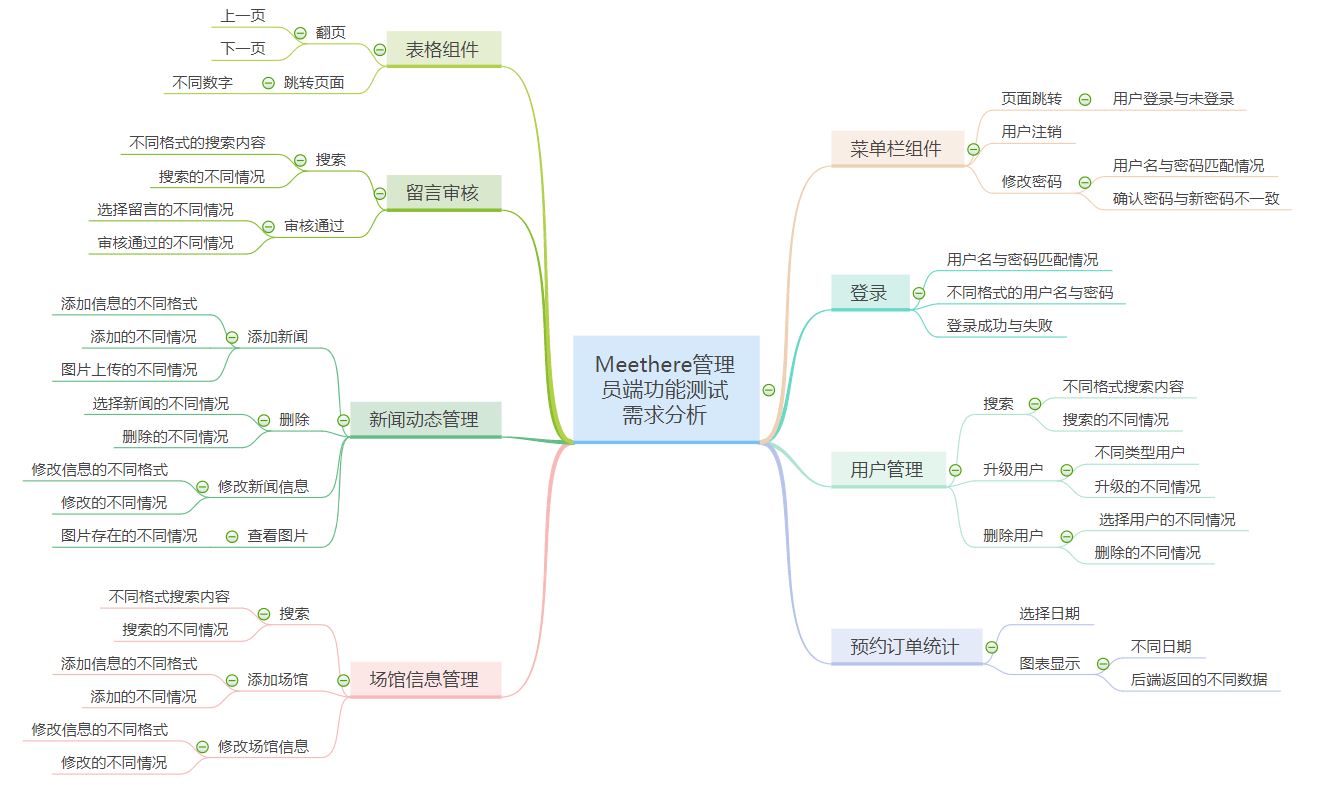 Meethere管理
员端功能测试
需求分析
表格组件
翻页
上一页
下一页
跳转页面
不同数字
留言审核
搜索
不同格式的搜索内容
搜索的不同情况
审核通过
选择留言的不同情况
审核通过的不同情况
新闻动态管理
添加新闻
添加信息的不同格式
添加的不同情况
图片上传的不同情况
删除
选择新闻的不同情况
删除的不同情况
修改新闻信息
修改信息的不同格式
修改的不同情况
查看图片
图片存在的不同情况
场馆信息管理
搜索
不同格式搜索内容
搜索的不同情况
添加场馆
添加信息的不同格式
添加的不同情况
修改场馆信息
修改信息的不同格式
修改的不同情况
菜单栏组件
页面跳转
用户登录与未登录
用户注销
修改密码
用户名与密码匹配情况
确认密码与新密码不一致
登录
用户名与密码匹配情况
不同格式的用户名与密码
登录成功与失败
用户管理
搜索
不同格式搜索内容
搜索的不同情况
升级用户
不同类型用户
升级的不同情况
删除用户
选择用户的不同情况
删除的不同情况
预约订单统计
选择日期
图表显示
不同日期
后端返回的不同数据